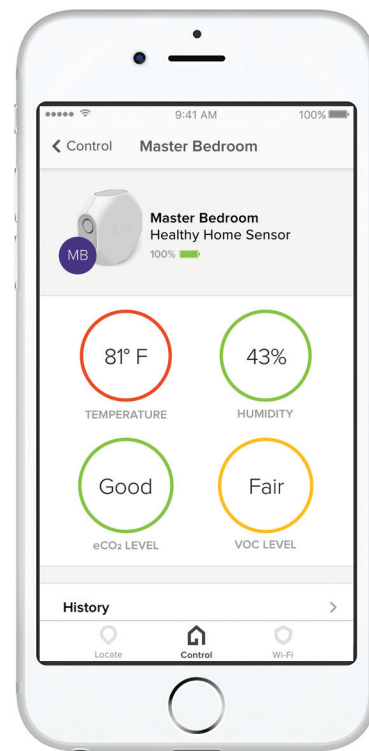 9:41 AM
100%
Control
Master Bedroom
Master Bedroom
Healthy Home Sensor
MB
100%
81° F
43%
TEMPERATURE
HUMIDITY
Good
Fair
eCO₂ LEVEL
VOC LEVEL
History
Locate
Control
Wi-Fi